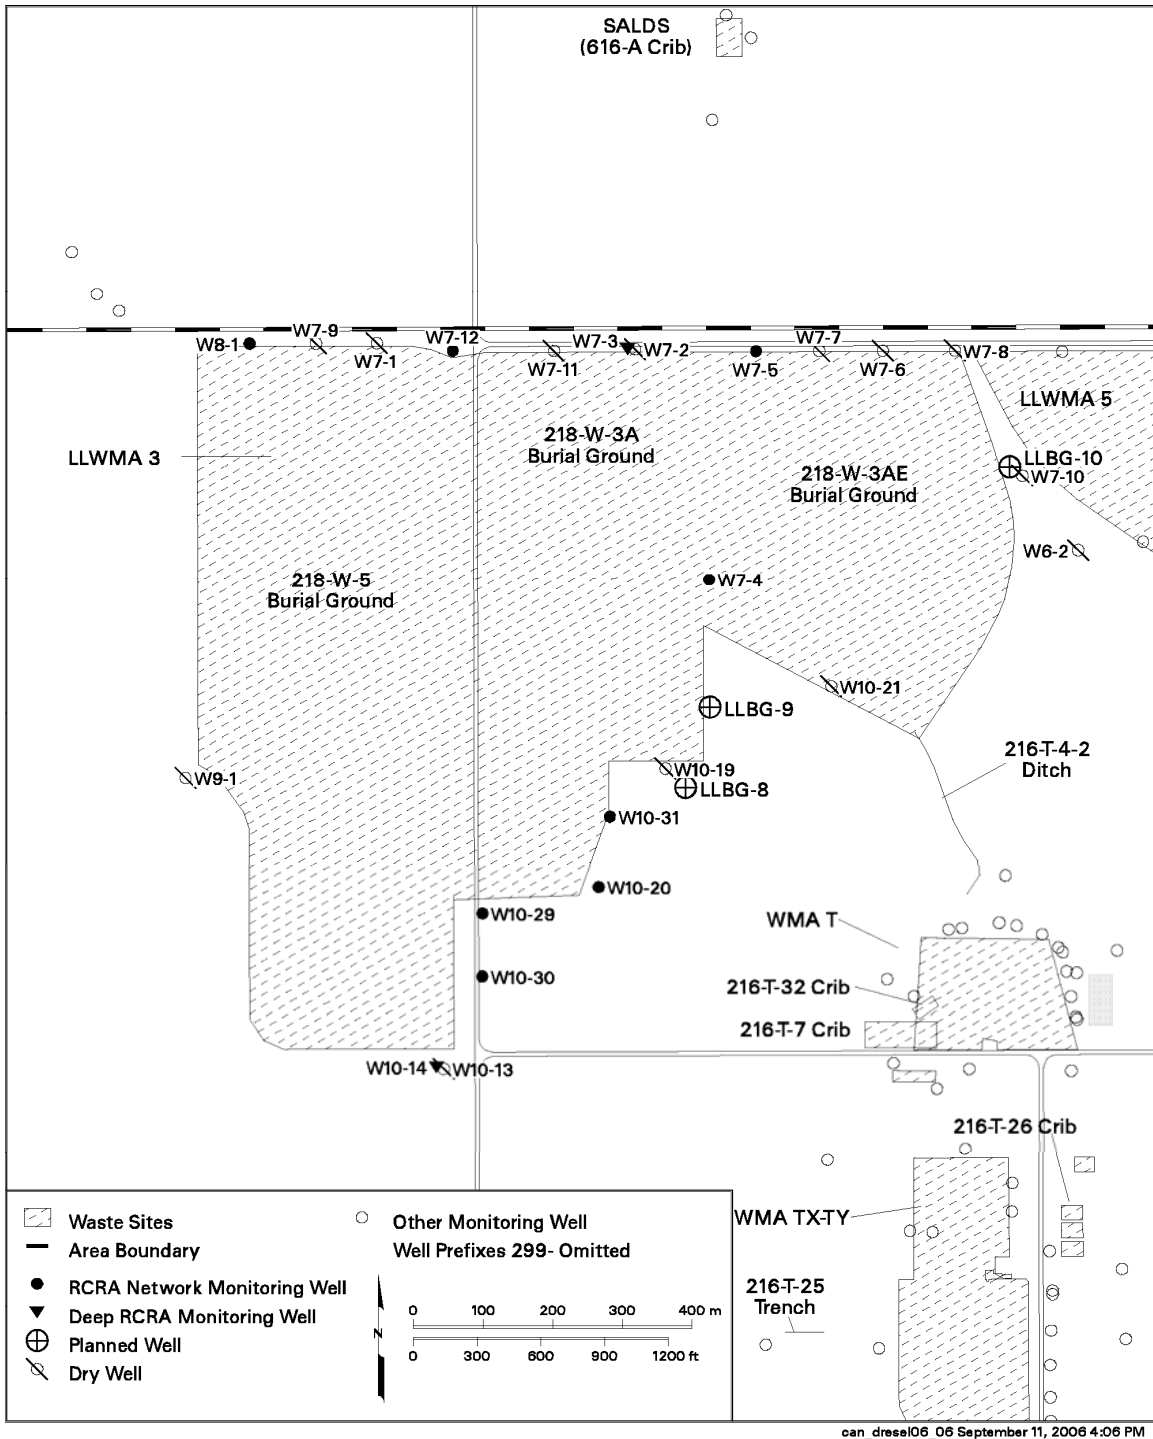 SALDS
(616-A Crib)
W8-1
W7-9
W7-1
W7-12
W7-11
W7-3
W7-2
W7-5
W7-7
W7-6
W7-8
LLWMA 5
LLWMA 3
218-W-3A
Burial Ground
218-W-3AE
Burial Ground
LLBG-10
W7-10
W6-2
218-W-5
Burial Ground
W7-4
W10-21
LLBG-9
216-T-4-2
Ditch
W9-1
W10-19
LLBG-8
W10-31
W10-20
W10-29
WMA T
W10-30
216-T-32 Crib
216-T-7 Crib
W10-14
W10-13
216-T-26 Crib
WMA TX-TY
216-T-25
Trench
Waste Sites
Area Boundary
RCRA Network Monitoring Well
Deep RCRA Monitoring Well
Planned Well
Dry Well
Other Monitoring Well
Well Prefixes 299- Omitted
N
0 100 200 300 400 m
0 300 600 900 1200 ft
can_dresel06_06 September 11, 2006 4:06 PM